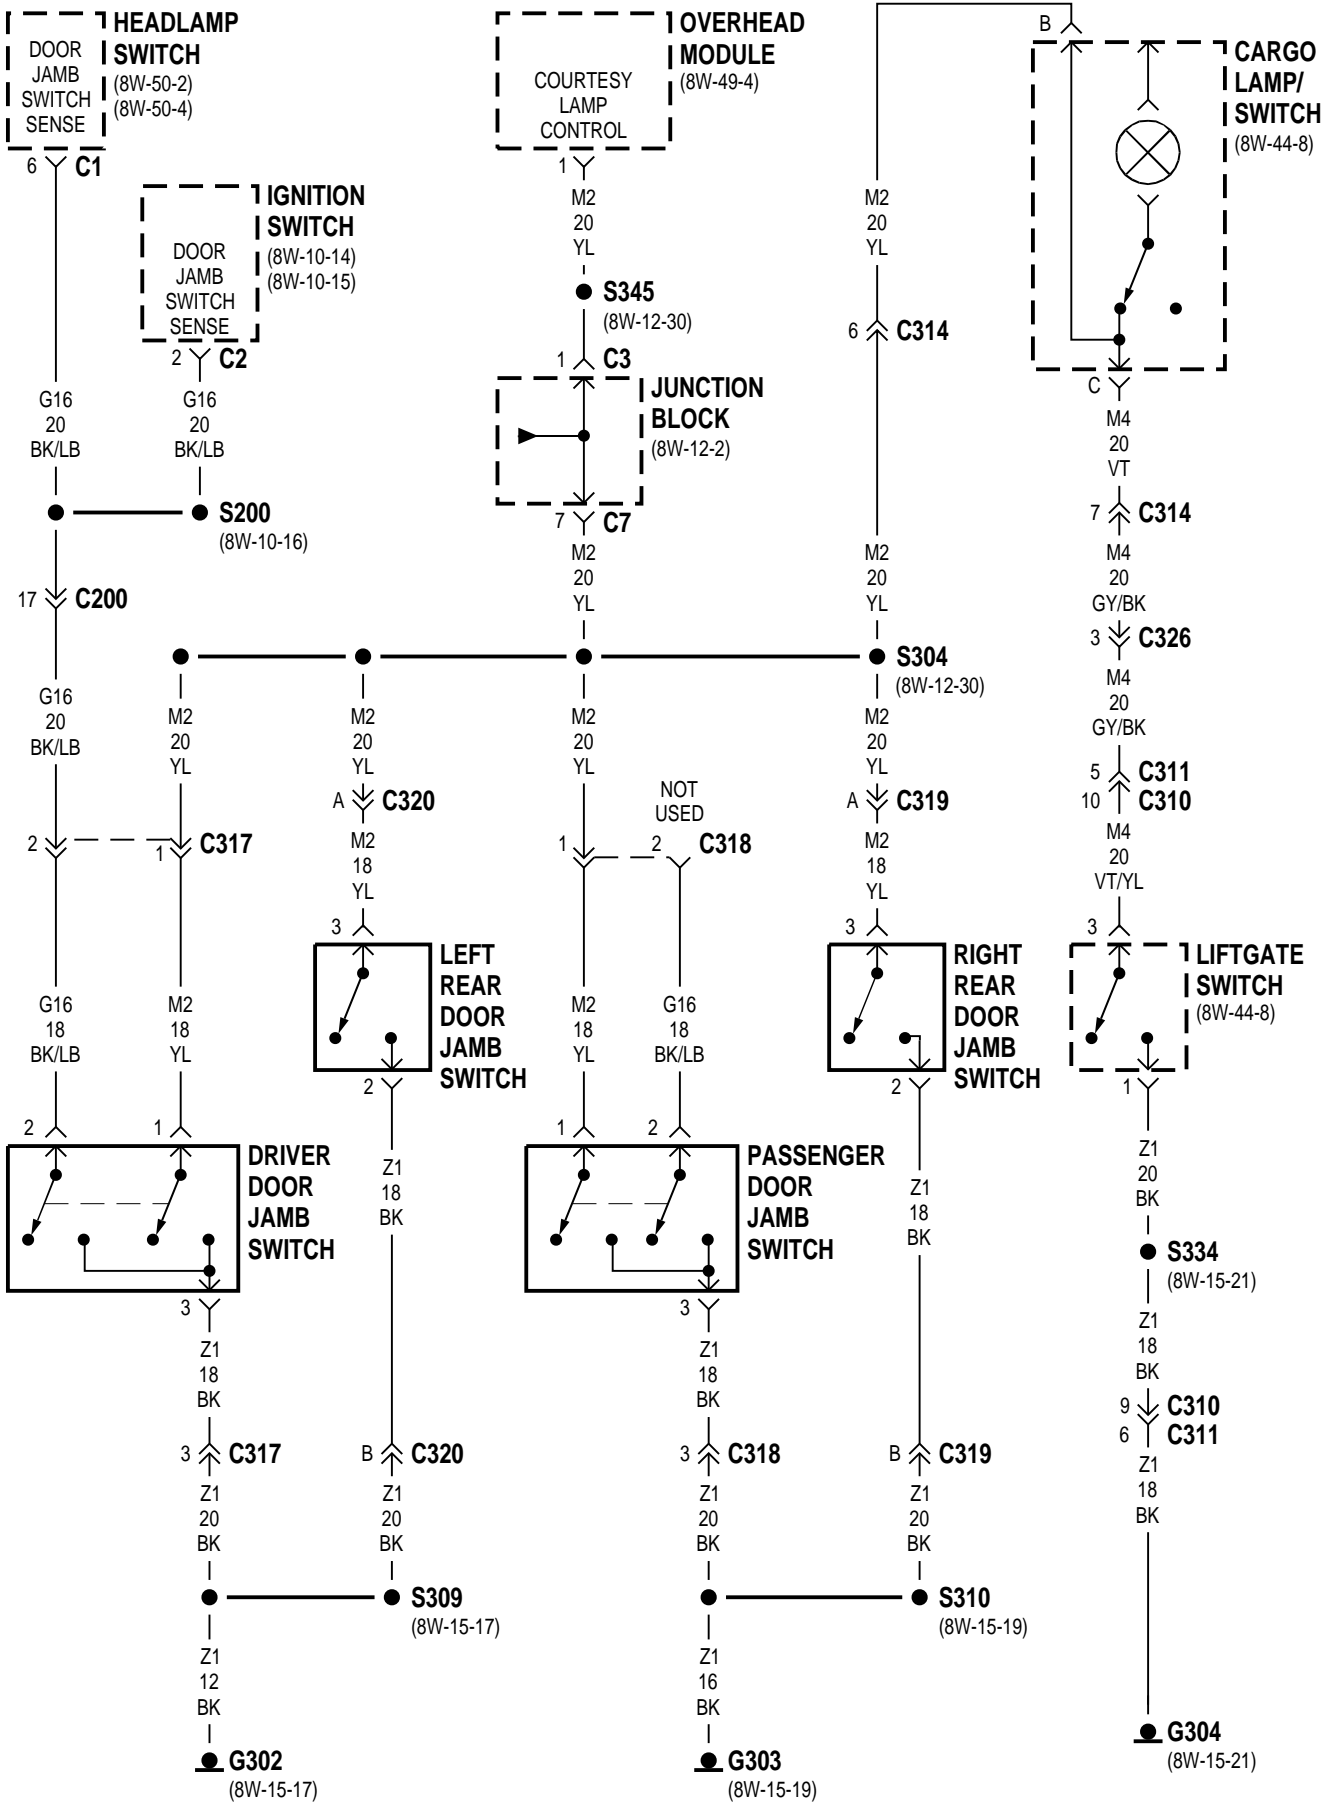 HEADLAMP
SWITCH
(8W-50-2)
(8W-50-4)
DOOR
JAMB
SWITCH
SENSE
6
C1
IGNITION
SWITCH
(8W-10-14)
(8W-10-15)
DOOR
JAMB
SWITCH
SENSE
2
C2
G16
20
BK/LB
G16
20
BK/LB
S200
(8W-10-16)
17
C200
G16
20
BK/LB
OVERHEAD
MODULE
(8W-49-4)
COURTESY
LAMP
CONTROL
1
M2
20
YL
S345
(8W-12-30)
1
C3
JUNCTION
BLOCK
(8W-12-2)
7
C7
M2
20
YL
B
CARGO
LAMP/
SWITCH
(8W-44-8)
M2
20
YL
6
C314
M2
20
YL
S304
(8W-12-30)
C
M4
20
VT
7
C314
M4
20
GY/BK
3
C326
M4
20
GY/BK
5
C311
10
C310
M4
20
VT/YL
M2
20
YL
2
1
C317
M2
20
YL
A
C320
M2
18
YL
M2
20
YL
NOT
USED
1
2
C318
M2
20
YL
A
C319
M2
18
YL
3
LEFT
REAR
DOOR
JAMB
SWITCH
2
3
RIGHT
REAR
DOOR
JAMB
SWITCH
2
3
LIFTGATE
SWITCH
(8W-44-8)
1
G16
18
BK/LB
M2
18
YL
M2
18
YL
G16
18
BK/LB
2
1
DRIVER
DOOR
JAMB
SWITCH
3
Z1
18
BK
1
2
PASSENGER
DOOR
JAMB
SWITCH
3
Z1
18
BK
Z1
20
BK
S334
(8W-15-21)
Z1
18
BK
9
C310
6
C311
Z1
18
BK
Z1
18
BK
3
C317
B
C320
Z1
18
BK
3
C318
B
C319
Z1
20
BK
Z1
20
BK
Z1
20
BK
Z1
20
BK
S309
(8W-15-17)
S310
(8W-15-19)
Z1
12
BK
Z1
16
BK
G302
(8W-15-17)
G303
(8W-15-19)
G304
(8W-15-21)